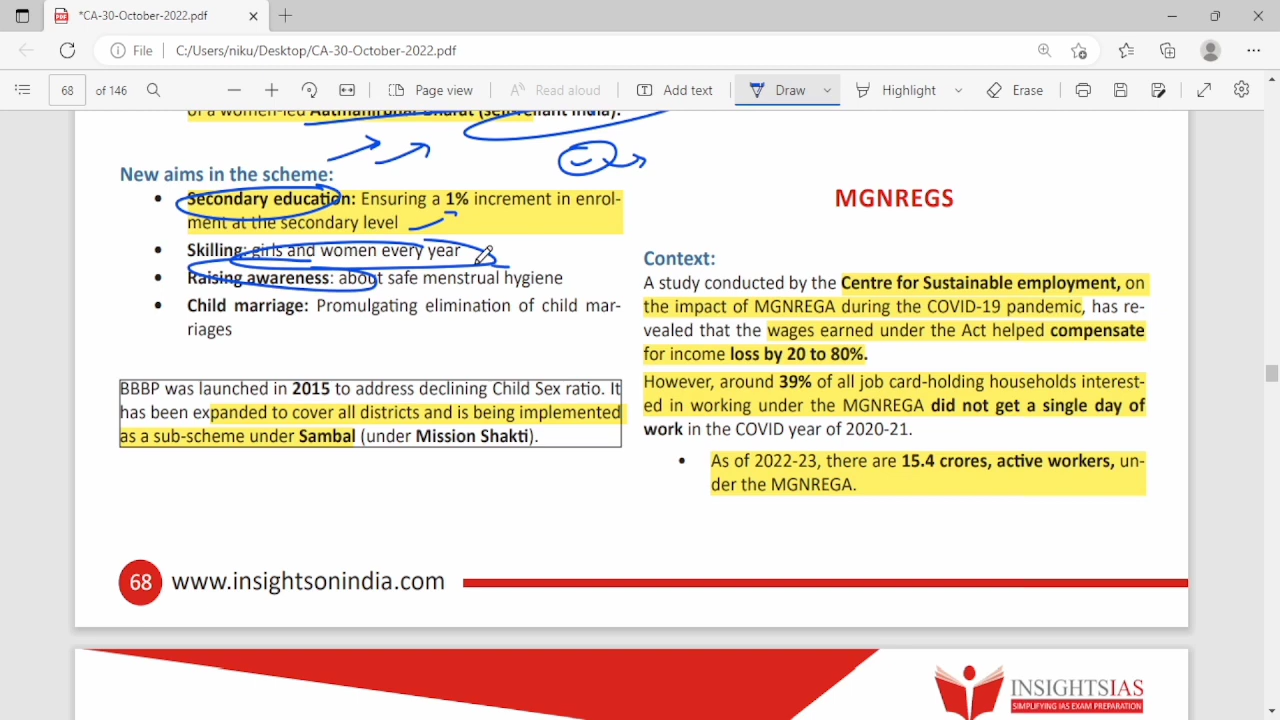 *CA-30-October-2022.pdf
File
C:/Users/niku/Desktop/CA-30-October-2022.pdf
68 of 146
Page view
Read aloud
Add text
Draw
Highlight
Erase
of a women-led Aatmanirbhar Bharat (self-reliant India).
New aims in the scheme:
• Secondary education: Ensuring a 1% increment in enrol-
ment at the secondary level
• Skilling: girls and women every year
• Raising awareness: about safe menstrual hygiene
• Child marriage: Promulgating elimination of child mar-
riages
BBBP was launched in 2015 to address declining Child Sex ratio. It
has been expanded to cover all districts and is being implemented
as a sub-scheme under Sambal (under Mission Shakti).
MGNREGS
Context:
A study conducted by the Centre for Sustainable employment, on
the impact of MGNREGA during the COVID-19 pandemic, has re-
vealed that the wages earned under the Act helped compensate
for income loss by 20 to 80%.
However, around 39% of all job card-holding households interest-
ed in working under the MGNREGA did not get a single day of
work in the COVID year of 2020-21.
• As of 2022-23, there are 15.4 crores, active workers, un-
der the MGNREGA.
68 www.insightsonindia.com
INSIGHTSIAS
SIMPLIFYING IAS EXAM PREPARATION